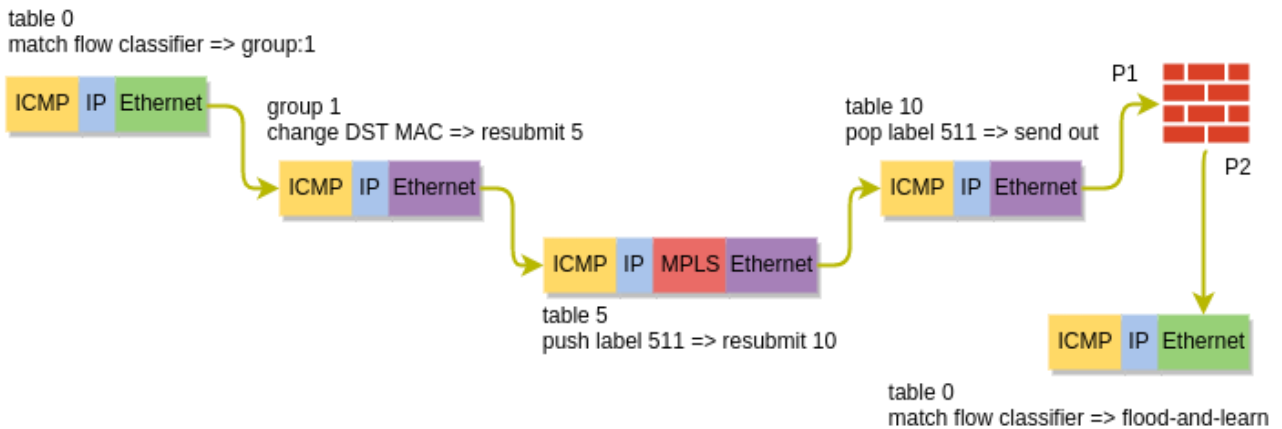 table 0
match flow classifier => group:1
ICMP IP Ethernet
group 1
change DST MAC => resubmit 5
ICMP IP Ethernet
ICMP IP MPLS Ethernet
table 5
push label 511 => resubmit 10
table 10
pop label 511 => send out
ICMP IP Ethernet
P1
P2
ICMP IP Ethernet
table 0
match flow classifier => flood-and-learn